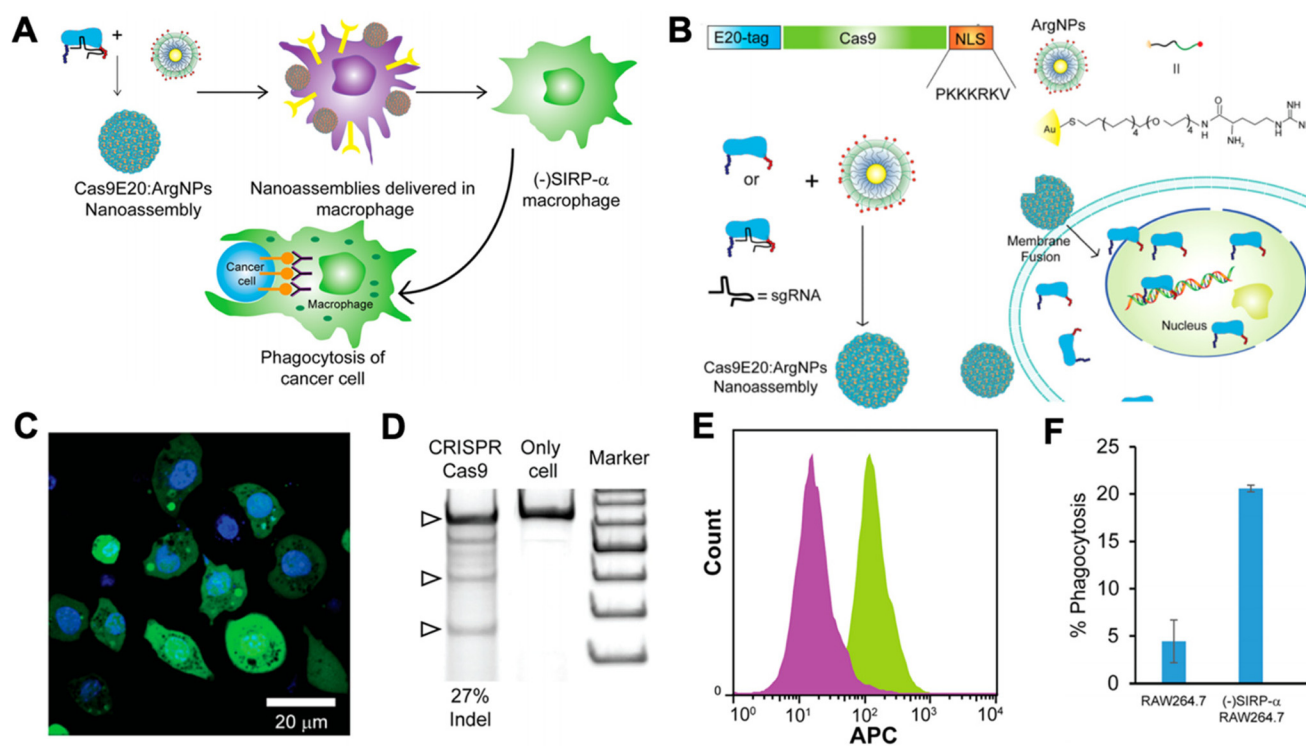 A
+
Cas9E20:ArgNPs
Nanoassembly
Nanoassemblies delivered in
macrophage
(-)SIRP-α
macrophage
Cancer
cell
Macrophage
Phagocytosis of
cancer cell
B
E20-tag
Cas9
NLS
PKKKRKV
ArgNPs
II
Au
S
4
O
4
N
H
O
NH₂
N
H
NH
or
+
= sgRNA
Cas9E20:ArgNPs
Nanoassembly
Membrane
Fusion
Nucleus
C
20 μm
D
CRISPR
Cas9
Only
cell
Marker
27%
Indel
E
Count
0
10⁰
10¹
10²
10³
10⁴
APC
F
% Phagocytosis
25
20
15
10
5
0
RAW264.7
(-)SIRP-α
RAW264.7